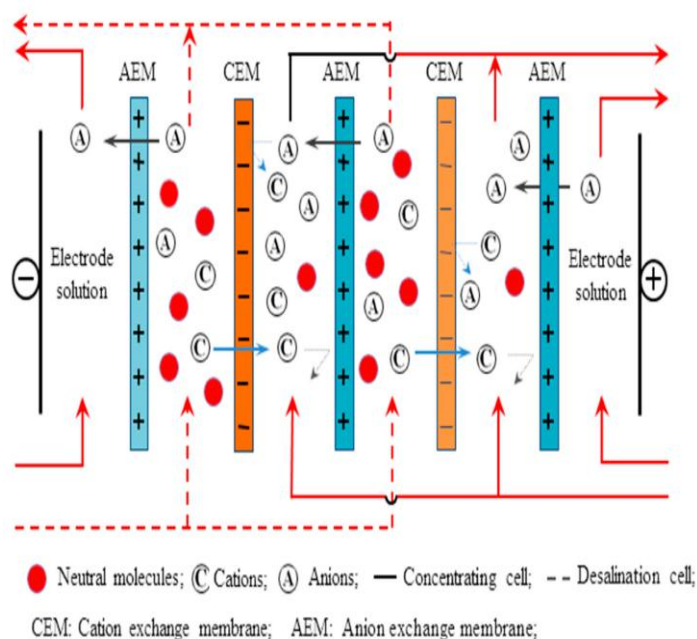 AEM CEM AEM CEM AEM
A A A A A
A A
C
A C
A A C
C C A
A
C C C C
Electrode solution
Electrode solution
Neutral molecules; C Cations; A Anions; Concentrating cell; Desalination cell;
CEM: Cation exchange membrane; AEM: Anion exchange membrane;